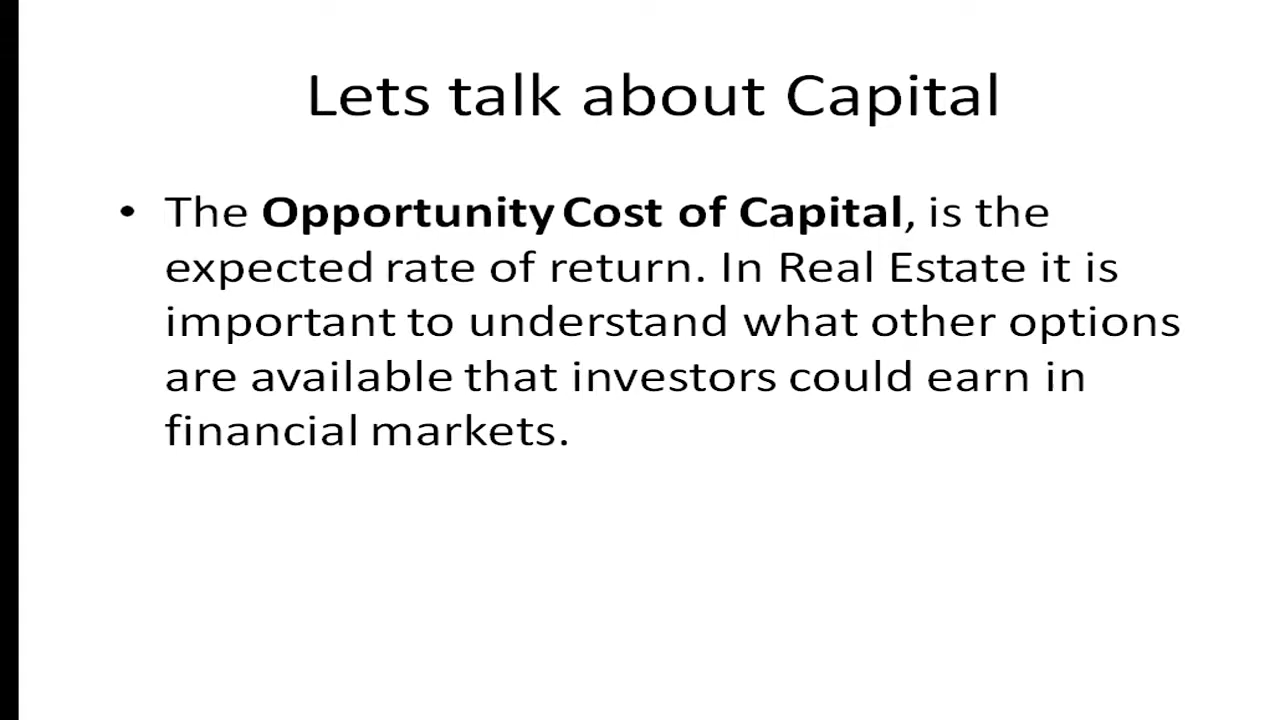 Lets talk about Capital
• The Opportunity Cost of Capital, is the
expected rate of return. In Real Estate it is
important to understand what other options
are available that investors could earn in
financial markets.